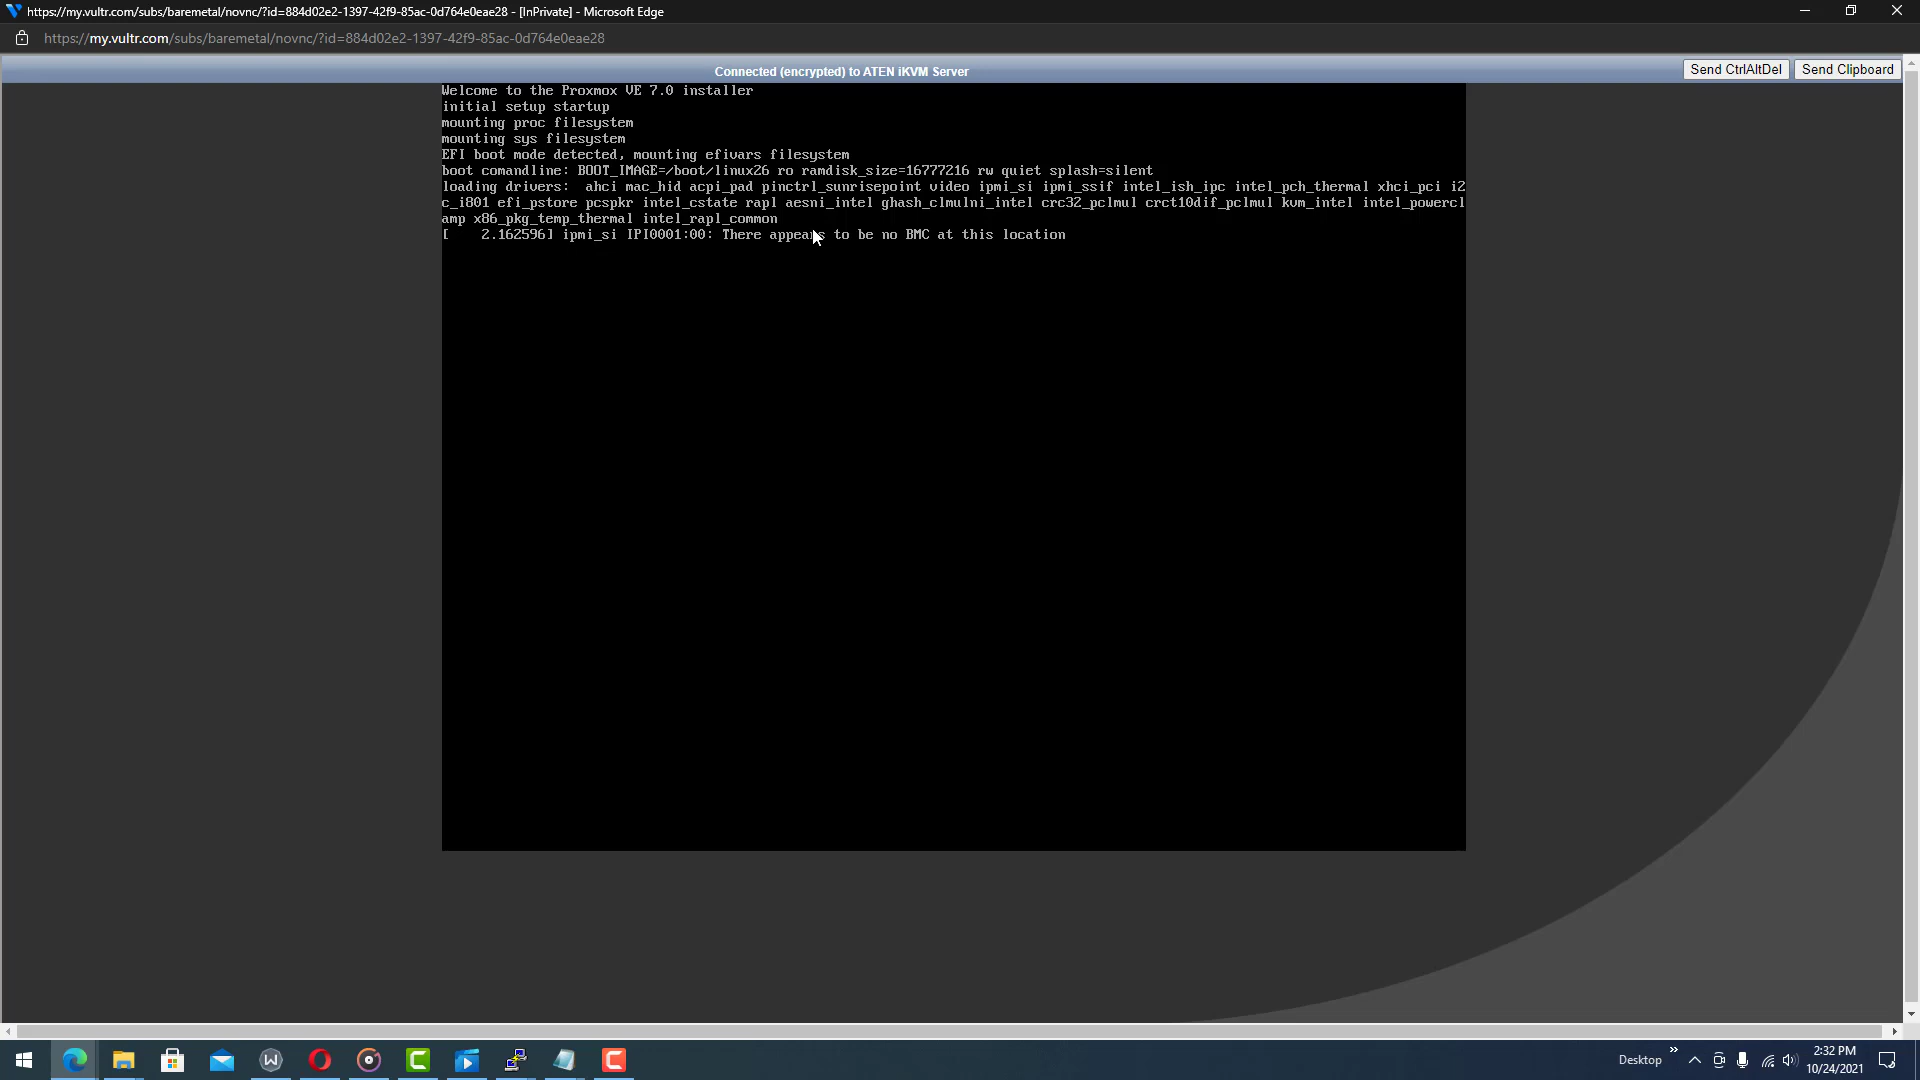 https://my.vultr.com/subs/baremetal/novnc/?id=884d02e2-1397-42f9-85ac-0d764e0eae28 - [InPrivate] - Microsoft Edge
https://my.vultr.com/subs/baremetal/novnc/?id=884d02e2-1397-42f9-85ac-0d764e0eae28
Connected (encrypted) to ATEN iKVM Server
Send CtrlAltDel
Send Clipboard
Welcome to the Proxmox VE 7.0 installer
initial setup startup
mounting proc filesystem
mounting sys filesystem
EFI boot mode detected, mounting efivars filesystem
boot comandline: BOOT_IMAGE=/boot/linux26 ro ramdisk_size=16777216 rw quiet splash=silent
loading drivers:  ahci mac_hid acpi_pad pinctrl_sunrisepoint video ipmi_si ipmi_ssif intel_ish_ipc intel_pch_thermal xhci_pci i2
c_i801 efi_pstore pcspkr intel_cstate rapl aesni_intel ghash_clmulni_intel crc32_pclmul crct10dif_pclmul kvm_intel intel_powercl
amp x86_pkg_temp_thermal intel_rapl_common
[    2.162596] ipmi_si IPI0001:00: There appears to be no BMC at this location
Desktop
2:32 PM
10/24/2021